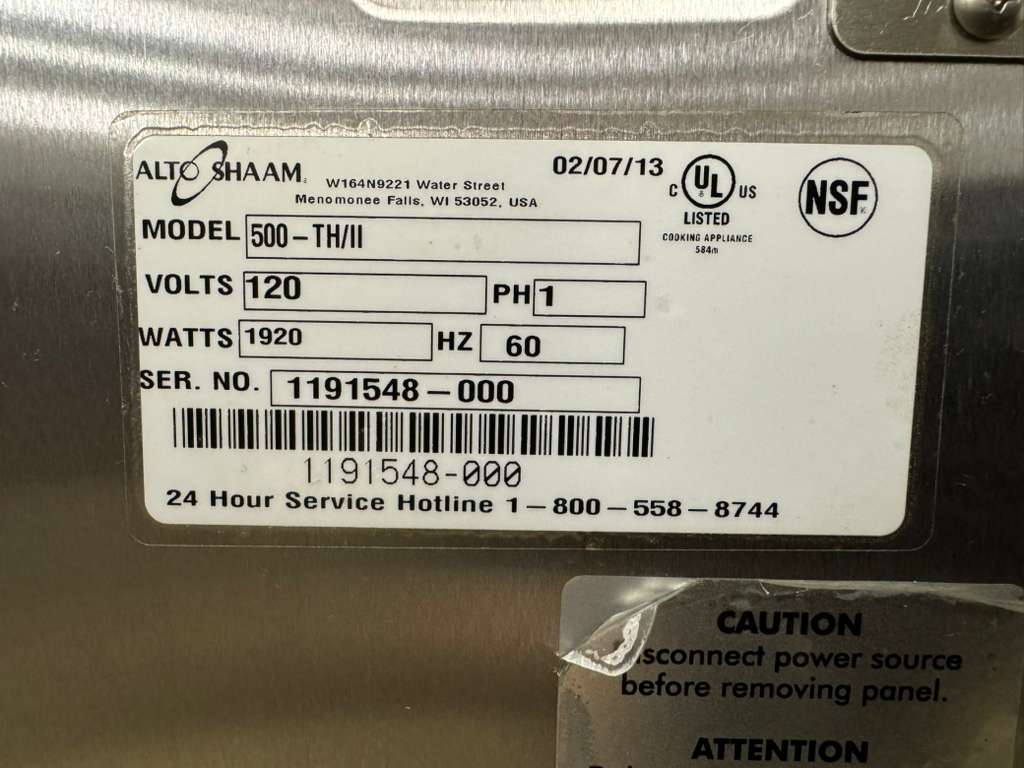 ALTO SHAAM®
W164N9221 Water Street
Menomonee Falls, WI 53052, USA
02/07/13
C UL US
LISTED
COOKING APPLIANCE
584m
NSF
MODEL 500-TH/II
VOLTS 120 PH 1
WATTS 1920 HZ 60
SER. NO. 1191548-000
1191548-000
24 Hour Service Hotline 1-800-558-8744
CAUTION
isconnect power source
before removing panel.
ATTENTION